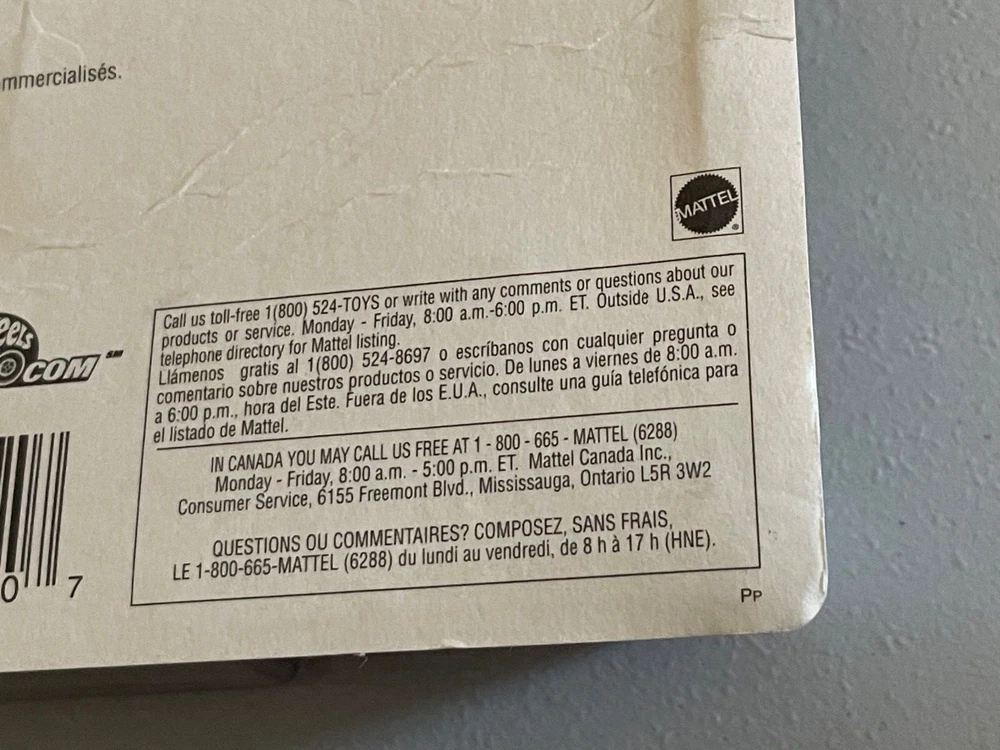 MATTEL
®
Call us toll-free 1(800) 524-TOYS or write with any comments or questions about our
products or service. Monday - Friday, 8:00 a.m.-6:00 p.m. ET. Outside U.S.A., see
telephone directory for Mattel listing.
Llámenos gratis al 1(800) 524-8697 o escríbanos con cualquier pregunta o
comentario sobre nuestros productos o servicio. De lunes a viernes de 8:00 a.m.
a 6:00 p.m., hora del Este. Fuera de los E.U.A., consulte una guía telefónica para
el listado de Mattel.
COM℠
IN CANADA YOU MAY CALL US FREE AT 1 - 800 - 665 - MATTEL (6288)
Monday - Friday, 8:00 a.m. - 5:00 p.m. ET. Mattel Canada Inc.,
Consumer Service, 6155 Freemont Blvd., Mississauga, Ontario L5R 3W2
QUESTIONS OU COMMENTAIRES? COMPOSEZ, SANS FRAIS,
LE 1-800-665-MATTEL (6288) du lundi au vendredi, de 8 h à 17 h (HNE).
0 7
PP